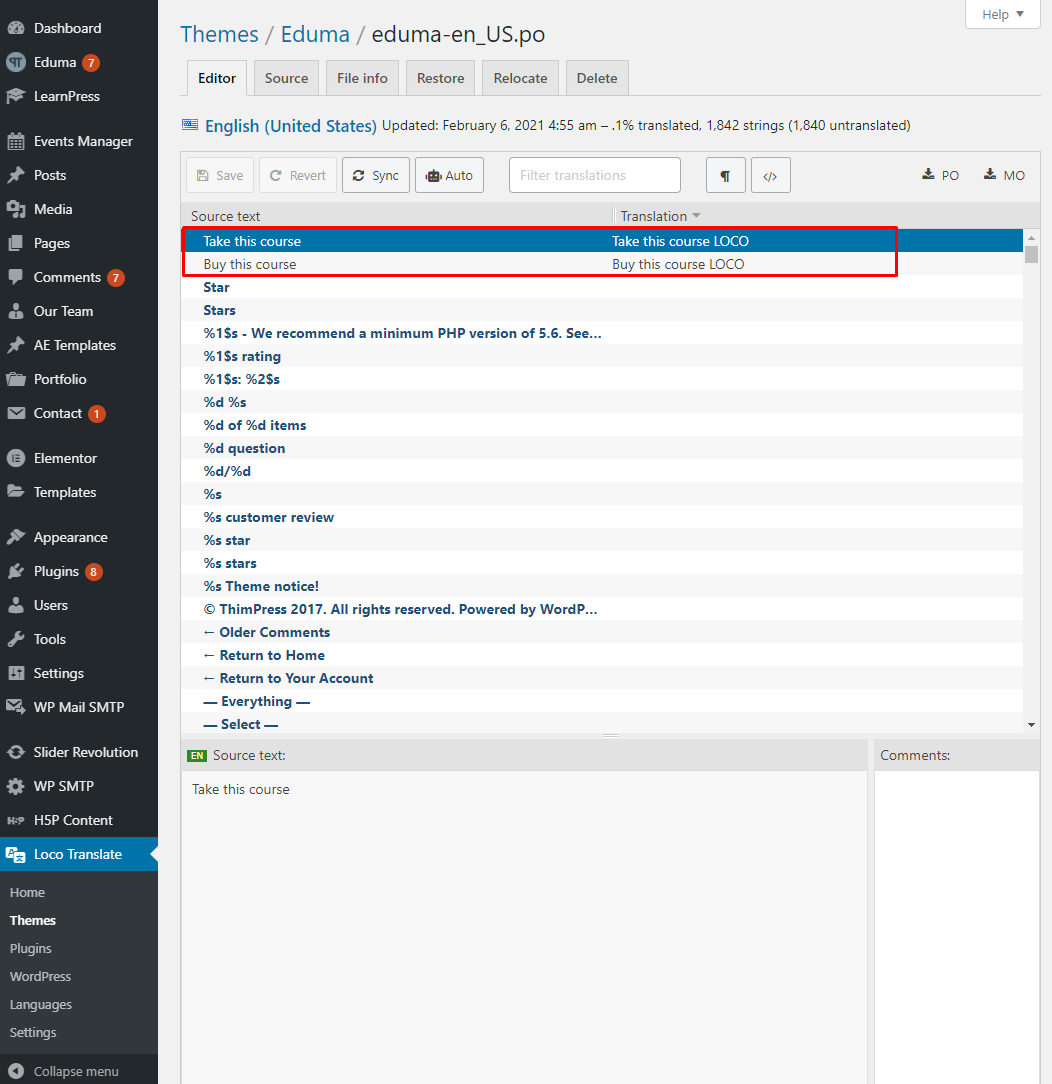 Dashboard
Eduma 7
LearnPress
Events Manager
Posts
Media
Pages
Comments 7
Our Team
AE Templates
Portfolio
Contact 1
Elementor
Templates
Appearance
Plugins 8
Users
Tools
Settings
WP Mail SMTP
Slider Revolution
WP SMTP
H5P H5P Content
Loco Translate
Home
Themes
Plugins
WordPress
Languages
Settings
Collapse menu
Help
Themes / Eduma / eduma-en_US.po
Editor Source File info Restore Relocate Delete
English (United States) Updated: February 6, 2021 4:55 am – .1% translated, 1,842 strings (1,840 untranslated)
Save Revert Sync Auto Filter translations ¶ </> PO MO
Source text Translation
Take this course Take this course LOCO
Buy this course Buy this course LOCO
Star
Stars
%1$s - We recommend a minimum PHP version of 5.6. See...
%1$s rating
%1$s: %2$s
%d %s
%d of %d items
%d question
%d/%d
%s
%s customer review
%s star
%s stars
%s Theme notice!
© ThimPress 2017. All rights reserved. Powered by WordP...
← Older Comments
← Return to Home
← Return to Your Account
— Everything —
— Select —
EN Source text: Comments:
Take this course